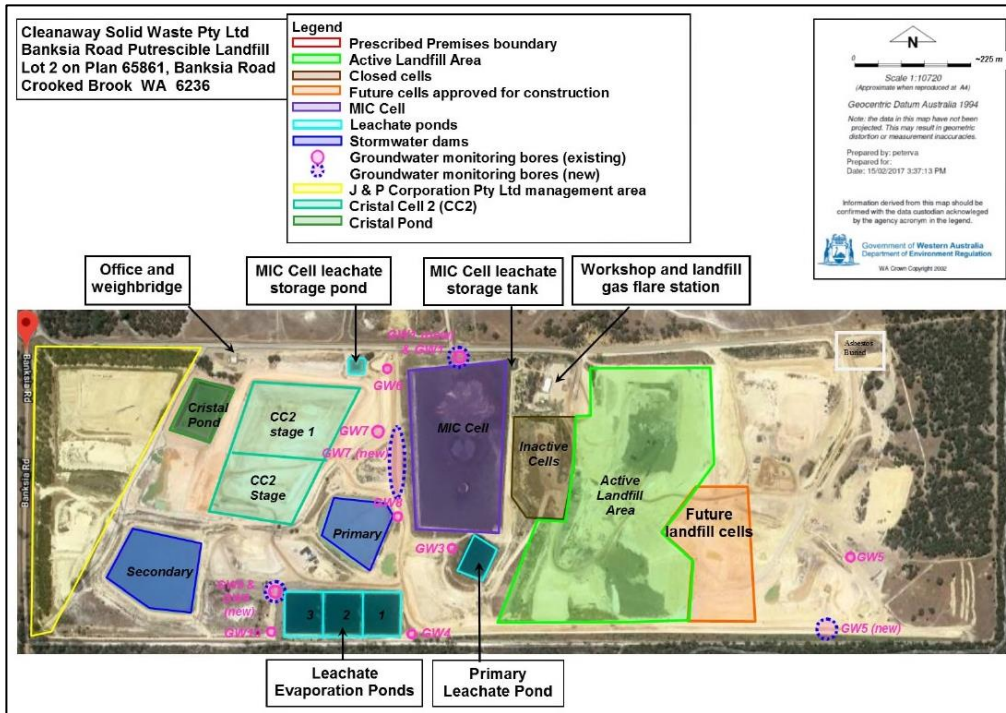 Cleanaway Solid Waste Pty Ltd
Banksia Road Putrescible Landfill
Lot 2 on Plan 65861, Banksia Road
Crooked Brook WA 6236
Legend
Prescribed Premises boundary
Active Landfill Area
Closed cells
Future cells approved for construction
MIC Cell
Leachate ponds
Stormwater dams
Groundwater monitoring bores (existing)
Groundwater monitoring bores (new)
J & P Corporation Pty Ltd management area
Cristal Cell 2 (CC2)
Cristal Pond
N
0
~225 m
Scale 1:10720
(Approximate when reproduced at A4)
Geocentric Datum Australia 1994
Note: the data in this map have not been
projected. This may result in geometric
distortion or measurement inaccuracies.
Prepared by: peterva
Prepared for:
Date: 15/02/2017 3:37:13 PM
Information derived from this map should be
confirmed with the data custodian acknowleged
by the agency acronym in the legend.
Government of Western Australia
Department of Environment Regulation
WA Crown Copyright 2002
Office and
weighbridge
MIC Cell leachate
storage pond
MIC Cell leachate
storage tank
Workshop and landfill
gas flare station
Banksia Rd
Banksia Rd
Asbestos
Buried
GW6
Cristal
Pond
CC2
stage 1
GW7
GW7 (new)
MIC Cell
Inactive
Cells
CC2
Stage
Active
Landfill
Area
Future
landfill cells
Primary
GW3
GW5
Secondary
(new)
3
2
1
GW4
GW5 (new)
Leachate
Evaporation Ponds
Primary
Leachate Pond